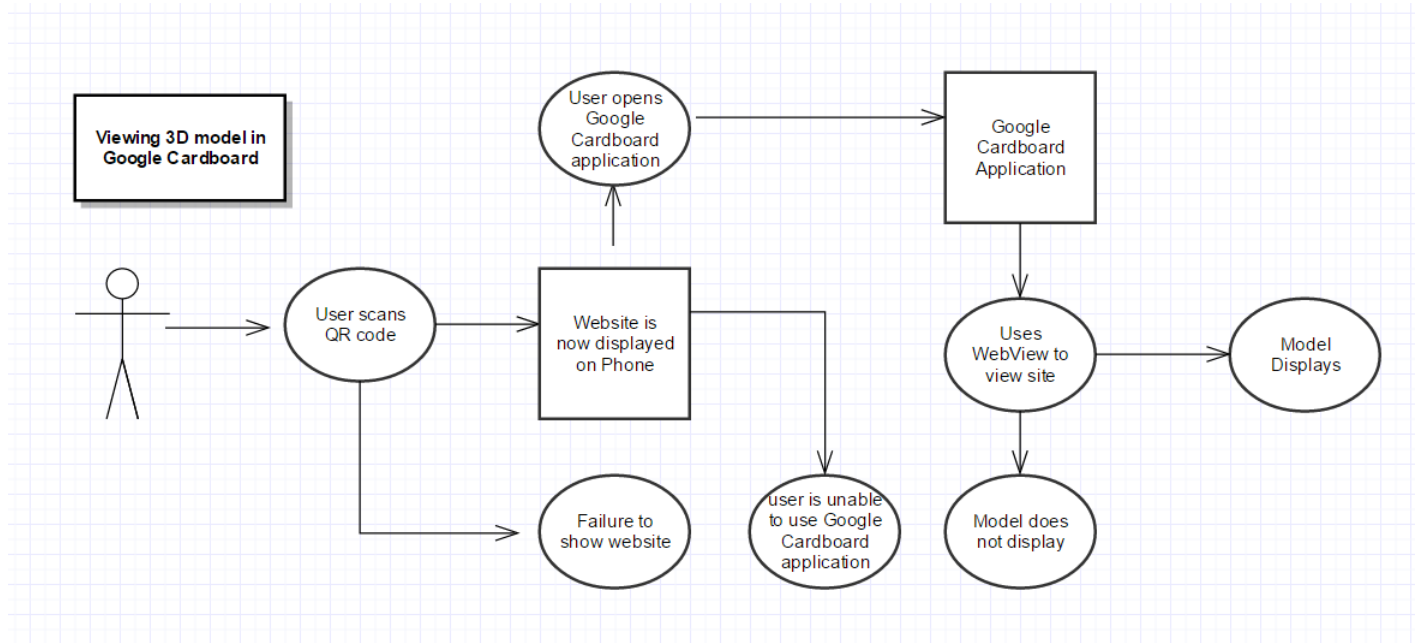 Viewing 3D model in
Google Cardboard
User opens
Google
Cardboard
application
Google
Cardboard
Application
User scans
QR code
Website is
now displayed
on Phone
Uses
WebView to
view site
Model
Displays
Failure to
show website
user is unable
to use Google
Cardboard
application
Model does
not display